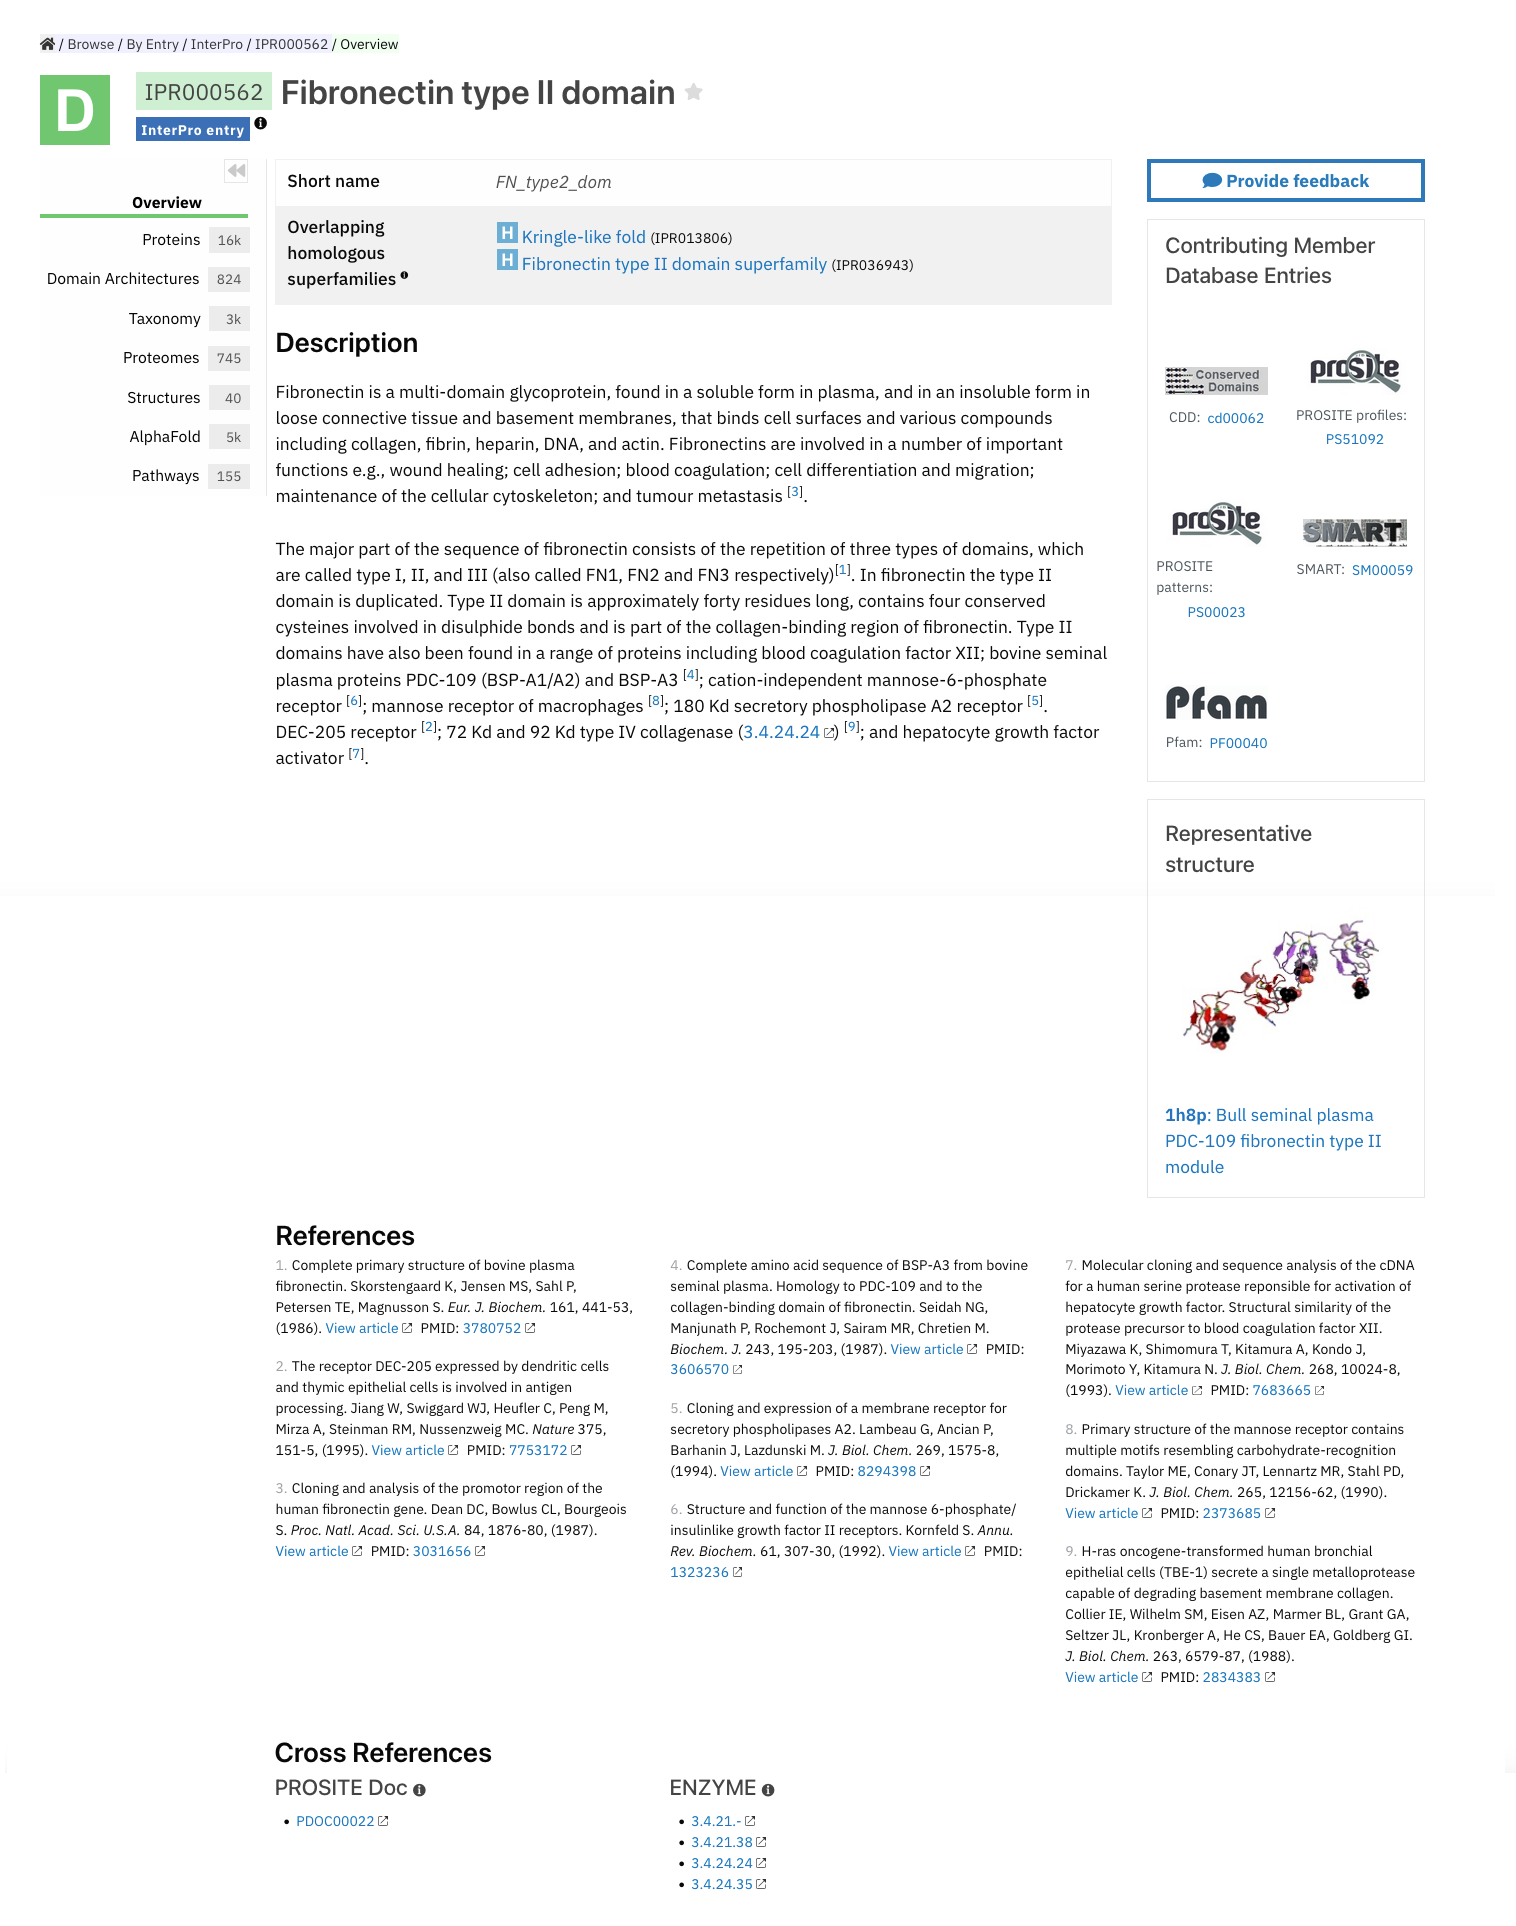 / Browse / By Entry / InterPro / IPR000562 / Overview
D
IPR000562 Fibronectin type II domain
InterPro entry
Overview
Proteins 16k
Domain Architectures 824
Taxonomy 3k
Proteomes 745
Structures 40
AlphaFold 5k
Pathways 155
Short name FN_type2_dom
Overlapping
homologous
superfamilies
H Kringle-like fold (IPR013806)
H Fibronectin type II domain superfamily (IPR036943)
Description
Fibronectin is a multi-domain glycoprotein, found in a soluble form in plasma, and in an insoluble form in
loose connective tissue and basement membranes, that binds cell surfaces and various compounds
including collagen, fibrin, heparin, DNA, and actin. Fibronectins are involved in a number of important
functions e.g., wound healing; cell adhesion; blood coagulation; cell differentiation and migration;
maintenance of the cellular cytoskeleton; and tumour metastasis [3].
The major part of the sequence of fibronectin consists of the repetition of three types of domains, which
are called type I, II, and III (also called FN1, FN2 and FN3 respectively)[1]. In fibronectin the type II
domain is duplicated. Type II domain is approximately forty residues long, contains four conserved
cysteines involved in disulphide bonds and is part of the collagen-binding region of fibronectin. Type II
domains have also been found in a range of proteins including blood coagulation factor XII; bovine seminal
plasma proteins PDC-109 (BSP-A1/A2) and BSP-A3 [4]; cation-independent mannose-6-phosphate
receptor [6]; mannose receptor of macrophages [8]; 180 Kd secretory phospholipase A2 receptor [5].
DEC-205 receptor [2]; 72 Kd and 92 Kd type IV collagenase (3.4.24.24) [9]; and hepatocyte growth factor
activator [7].
Provide feedback
Contributing Member
Database Entries
Conserved
Domains
CDD: cd00062
proSite
PROSITE profiles:
PS51092
proSite
PROSITE
patterns:
PS00023
SMART
SMART: SM00059
Pfam
Pfam: PF00040
Representative
structure
1h8p: Bull seminal plasma
PDC-109 fibronectin type II
module
References
1. Complete primary structure of bovine plasma
fibronectin. Skorstengaard K, Jensen MS, Sahl P,
Petersen TE, Magnusson S. Eur. J. Biochem. 161, 441-53,
(1986). View article PMID: 3780752
2. The receptor DEC-205 expressed by dendritic cells
and thymic epithelial cells is involved in antigen
processing. Jiang W, Swiggard WJ, Heufler C, Peng M,
Mirza A, Steinman RM, Nussenzweig MC. Nature 375,
151-5, (1995). View article PMID: 7753172
3. Cloning and analysis of the promotor region of the
human fibronectin gene. Dean DC, Bowlus CL, Bourgeois
S. Proc. Natl. Acad. Sci. U.S.A. 84, 1876-80, (1987).
View article PMID: 3031656
4. Complete amino acid sequence of BSP-A3 from bovine
seminal plasma. Homology to PDC-109 and to the
collagen-binding domain of fibronectin. Seidah NG,
Manjunath P, Rochemont J, Sairam MR, Chretien M.
Biochem. J. 243, 195-203, (1987). View article PMID:
3606570
5. Cloning and expression of a membrane receptor for
secretory phospholipases A2. Lambeau G, Ancian P,
Barhanin J, Lazdunski M. J. Biol. Chem. 269, 1575-8,
(1994). View article PMID: 8294398
6. Structure and function of the mannose 6-phosphate/
insulinlike growth factor II receptors. Kornfeld S. Annu.
Rev. Biochem. 61, 307-30, (1992). View article PMID:
1323236
7. Molecular cloning and sequence analysis of the cDNA
for a human serine protease reponsible for activation of
hepatocyte growth factor. Structural similarity of the
protease precursor to blood coagulation factor XII.
Miyazawa K, Shimomura T, Kitamura A, Kondo J,
Morimoto Y, Kitamura N. J. Biol. Chem. 268, 10024-8,
(1993). View article PMID: 7683665
8. Primary structure of the mannose receptor contains
multiple motifs resembling carbohydrate-recognition
domains. Taylor ME, Conary JT, Lennartz MR, Stahl PD,
Drickamer K. J. Biol. Chem. 265, 12156-62, (1990).
View article PMID: 2373685
9. H-ras oncogene-transformed human bronchial
epithelial cells (TBE-1) secrete a single metalloprotease
capable of degrading basement membrane collagen.
Collier IE, Wilhelm SM, Eisen AZ, Marmer BL, Grant GA,
Seltzer JL, Kronberger A, He CS, Bauer EA, Goldberg GI.
J. Biol. Chem. 263, 6579-87, (1988).
View article PMID: 2834383
Cross References
PROSITE Doc
• PDOC00022
ENZYME
• 3.4.21.-
• 3.4.21.38
• 3.4.24.24
• 3.4.24.35